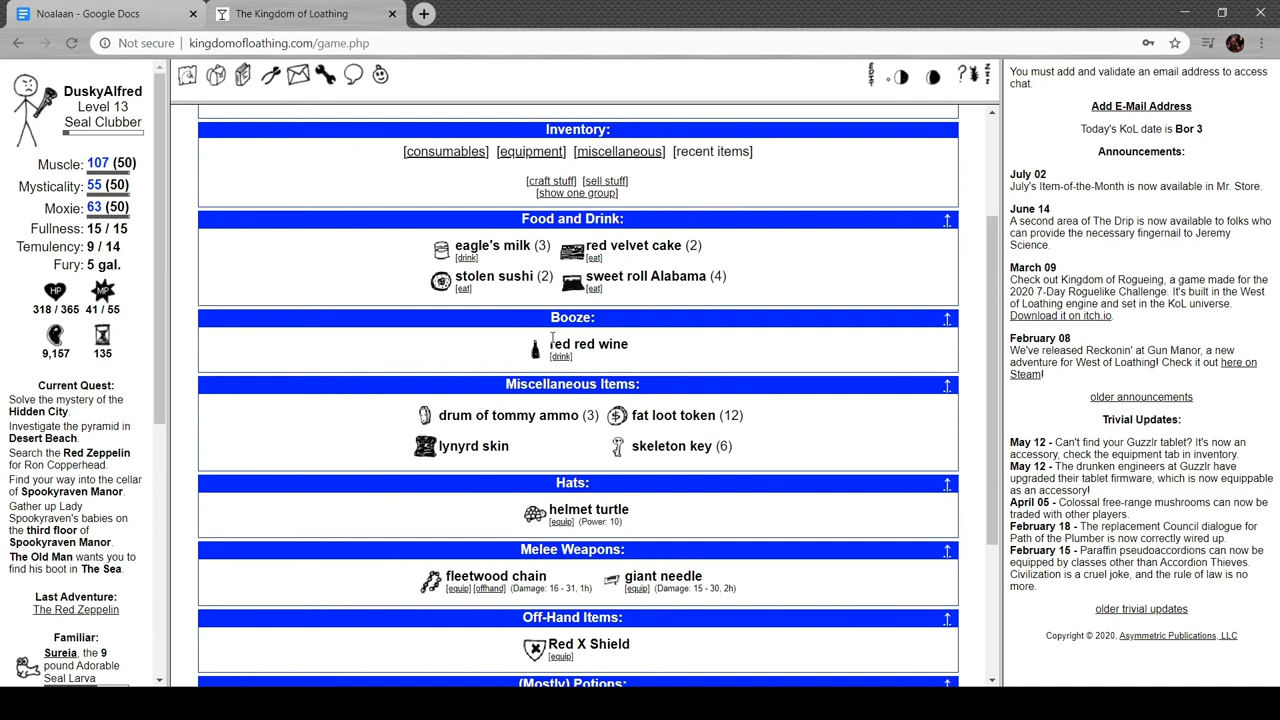 Noalaan - Google Docs
The Kingdom of Loathing
Not secure | kingdomofloathing.com/game.php
DuskyAlfred
Level 13
Seal Clubber
Muscle: 107 (50)
Mysticality: 55 (50)
Moxie: 63 (50)
Fullness: 15 / 15
Temulency: 9 / 14
Fury: 5 gal.
HP MP
318 / 365 41 / 55
9,157 135
Current Quest:
Solve the mystery of the
Hidden City.
Investigate the pyramid in
Desert Beach.
Search the Red Zeppelin
for Ron Copperhead.
Find your way into the cellar
of Spookyraven Manor.
Gather up Lady
Spookyraven's babies on
the third floor of
Spookyraven Manor.
The Old Man wants you to
find his boot in The Sea.
Last Adventure:
The Red Zeppelin
Familiar:
Sureia, the 9
pound Adorable
Seal Larva
Inventory:
[consumables] [equipment] [miscellaneous] [recent items]
[craft stuff] [sell stuff]
[show one group]
Food and Drink:
eagle's milk (3) red velvet cake (2)
[drink] [eat]
stolen sushi (2) sweet roll Alabama (4)
[eat] [eat]
Booze:
red red wine
[drink]
Miscellaneous Items:
drum of tommy ammo (3) fat loot token (12)
lynyrd skin skeleton key (6)
Hats:
helmet turtle
[equip] (Power: 10)
Melee Weapons:
fleetwood chain giant needle
[equip] [offhand] (Damage: 16 - 31, 1h) [equip] (Damage: 15 - 30, 2h)
Off-Hand Items:
Red X Shield
[equip]
(Mostly) Potions:
You must add and validate an email address to access
chat.
Add E-Mail Address
Today's KoL date is Bor 3
Announcements:
July 02
July's Item-of-the-Month is now available in Mr. Store.
June 14
A second area of The Drip is now available to folks who
can provide the necessary fingernail to Jeremy
Science.
March 09
Check out Kingdom of Rogueing, a game made for the
2020 7-Day Roguelike Challenge. It's built in the West
of Loathing engine and set in the KoL universe.
Download it on itch.io.
February 08
We've released Reckonin' at Gun Manor, a new
adventure for West of Loathing! Check it out here on
Steam!
older announcements
Trivial Updates:
May 12 - Can't find your Guzzlr tablet? It's now an
accessory, check the equipment tab in inventory.
May 12 - The drunken engineers at Guzzlr have
upgraded their tablet firmware, which is now equippable
as an accessory!
April 05 - Colossal free-range mushrooms can now be
traded with other players.
February 18 - The replacement Council dialogue for
Path of the Plumber is now correctly wired up.
February 15 - Paraffin pseudoaccordions can now be
equipped by classes other than Accordion Thieves.
Civilization is a cruel joke, and the rule of law is no
more.
older trivial updates
Copyright © 2020, Asymmetric Publications, LLC